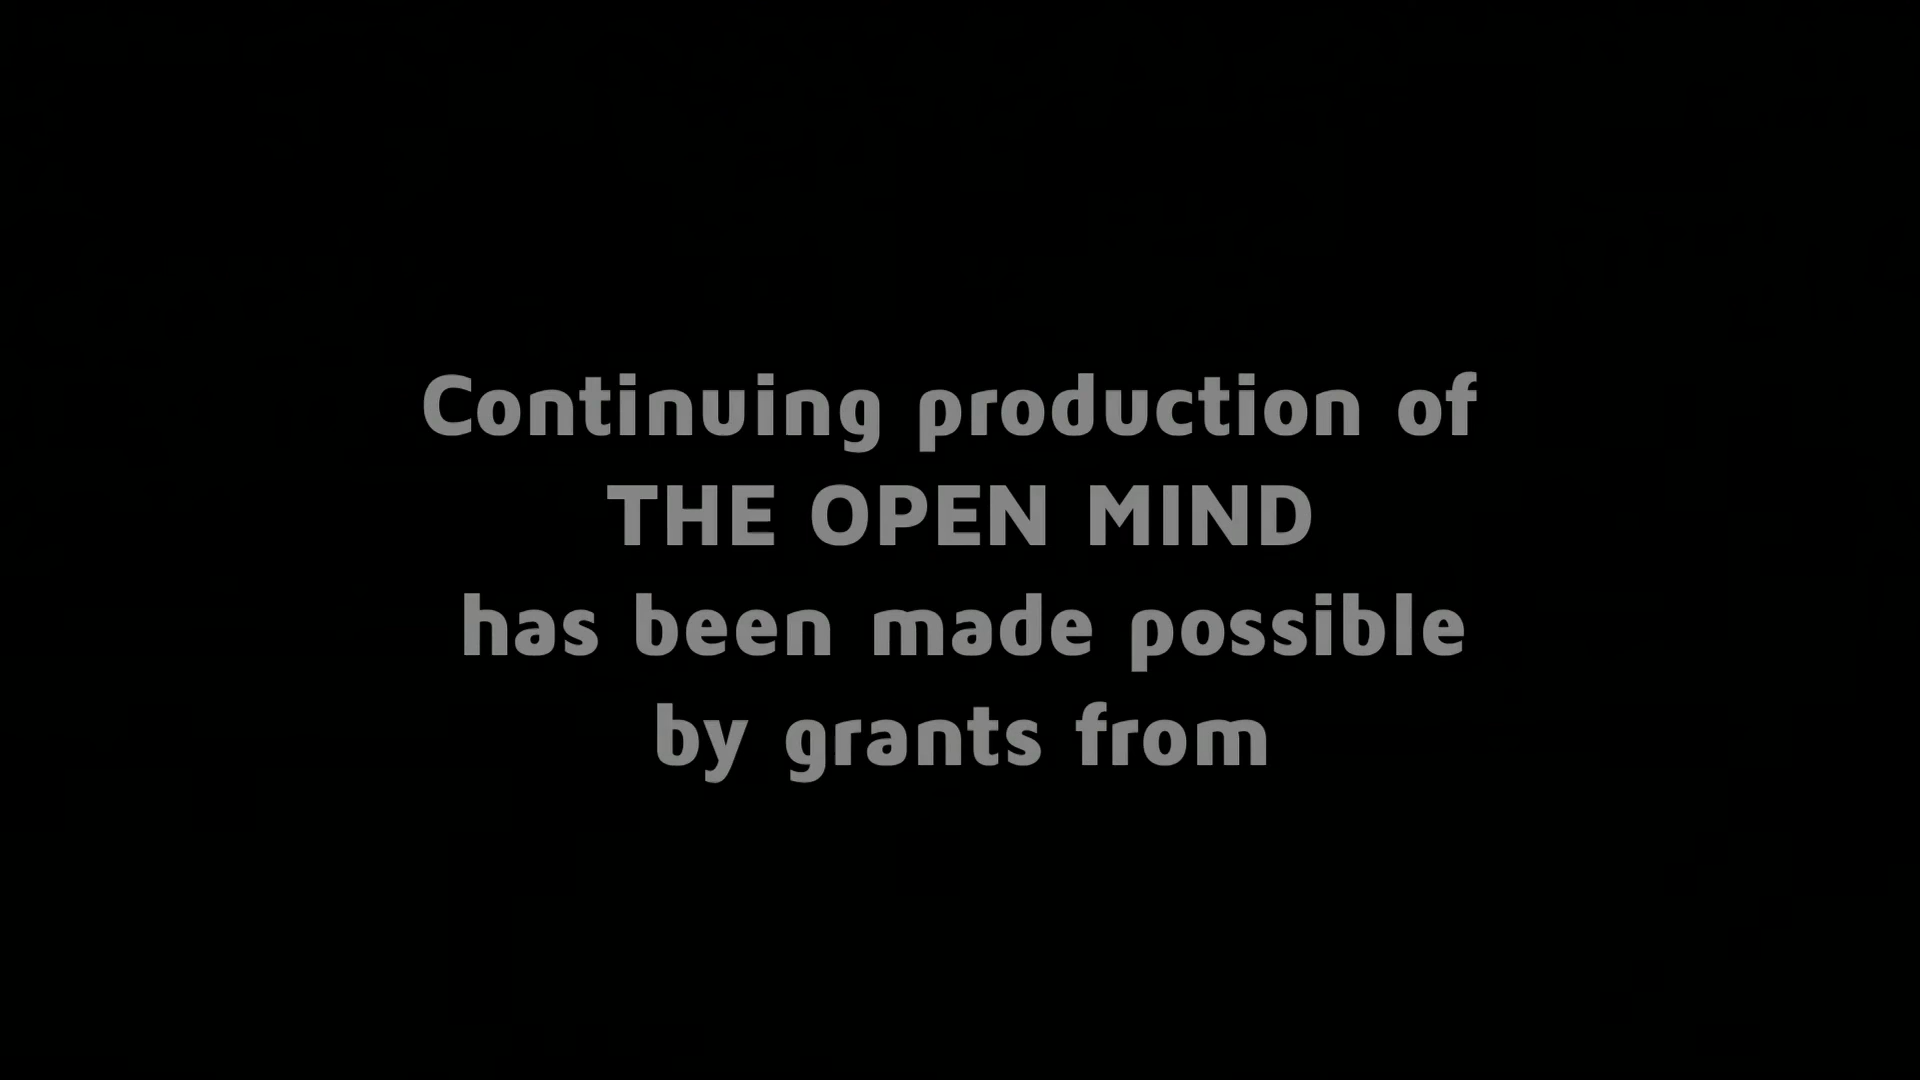 Continuing production of
THE OPEN MIND
has been made possible
by grants from